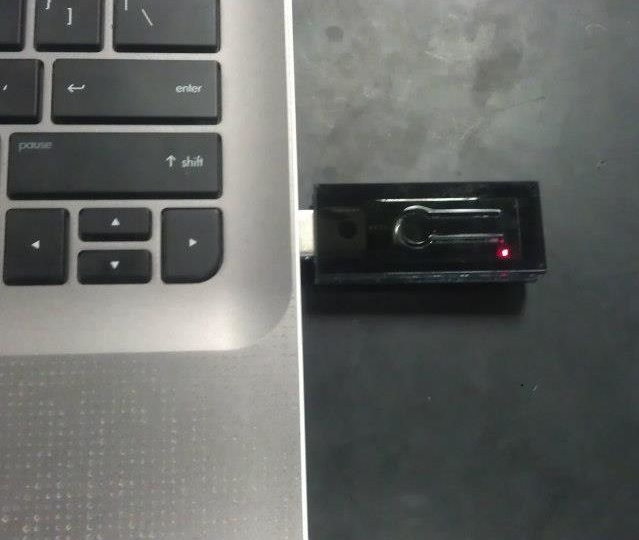 } ]
| \
' ← enter
pause
↑ shift
◄ ▲ ►
▼